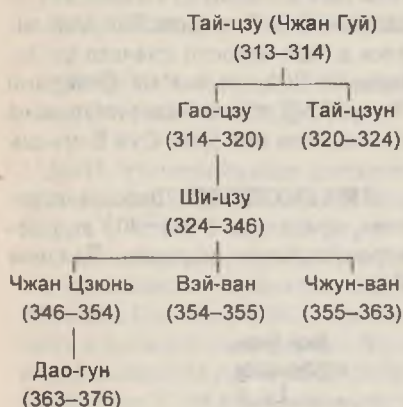 Тай-цзу (Чжан Гуй)
(313–314)
Гао-цзу Тай-цзун
(314–320) (320–324)
Ши-цзу
(324–346)
Чжан Цзюнь Вэй-ван Чжун-ван
(346–354) (354–355) (355–363)
Дао-гун
(363–376)